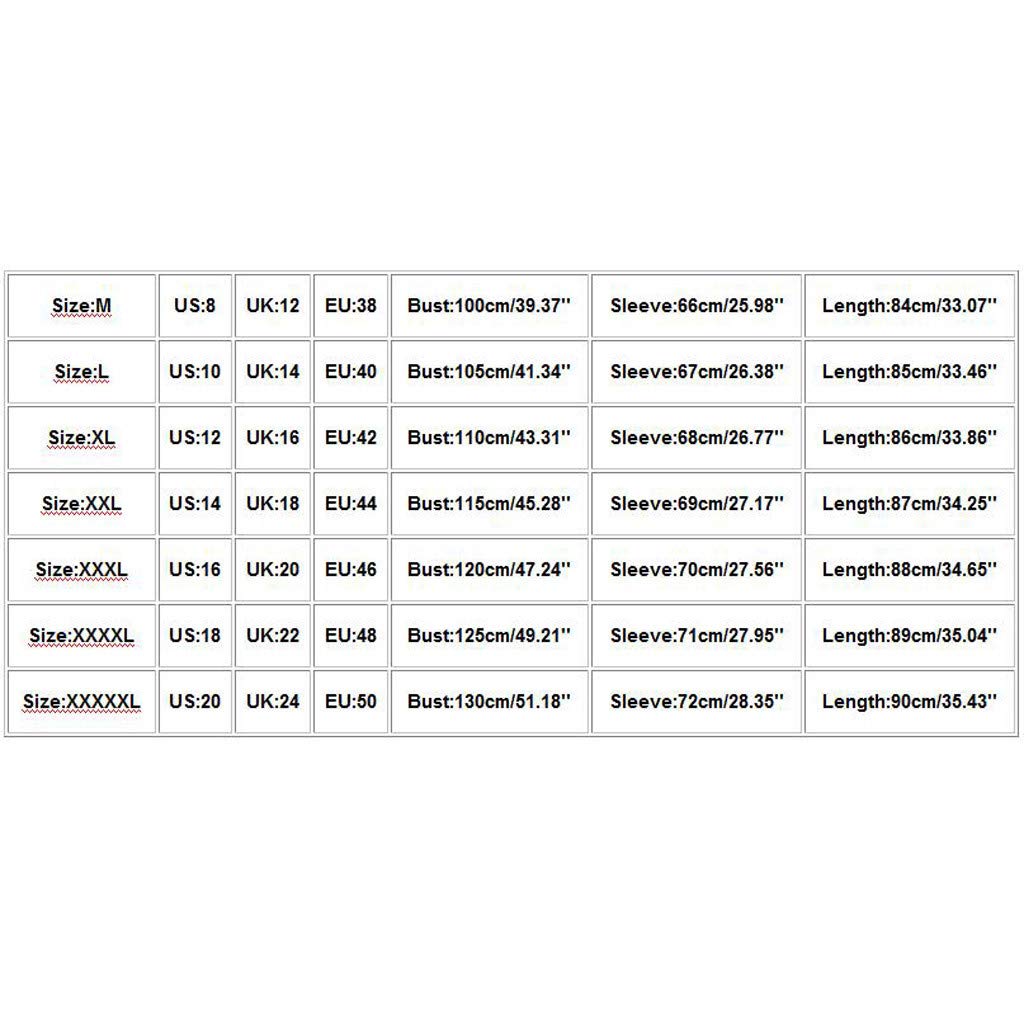 Size:M US:8 UK:12 EU:38 Bust:100cm/39.37'' Sleeve:66cm/25.98'' Length:84cm/33.07''
Size:L US:10 UK:14 EU:40 Bust:105cm/41.34'' Sleeve:67cm/26.38'' Length:85cm/33.46''
Size:XL US:12 UK:16 EU:42 Bust:110cm/43.31'' Sleeve:68cm/26.77'' Length:86cm/33.86''
Size:XXL US:14 UK:18 EU:44 Bust:115cm/45.28'' Sleeve:69cm/27.17'' Length:87cm/34.25''
Size:XXXL US:16 UK:20 EU:46 Bust:120cm/47.24'' Sleeve:70cm/27.56'' Length:88cm/34.65''
Size:XXXXL US:18 UK:22 EU:48 Bust:125cm/49.21'' Sleeve:71cm/27.95'' Length:89cm/35.04''
Size:XXXXXL US:20 UK:24 EU:50 Bust:130cm/51.18'' Sleeve:72cm/28.35'' Length:90cm/35.43''